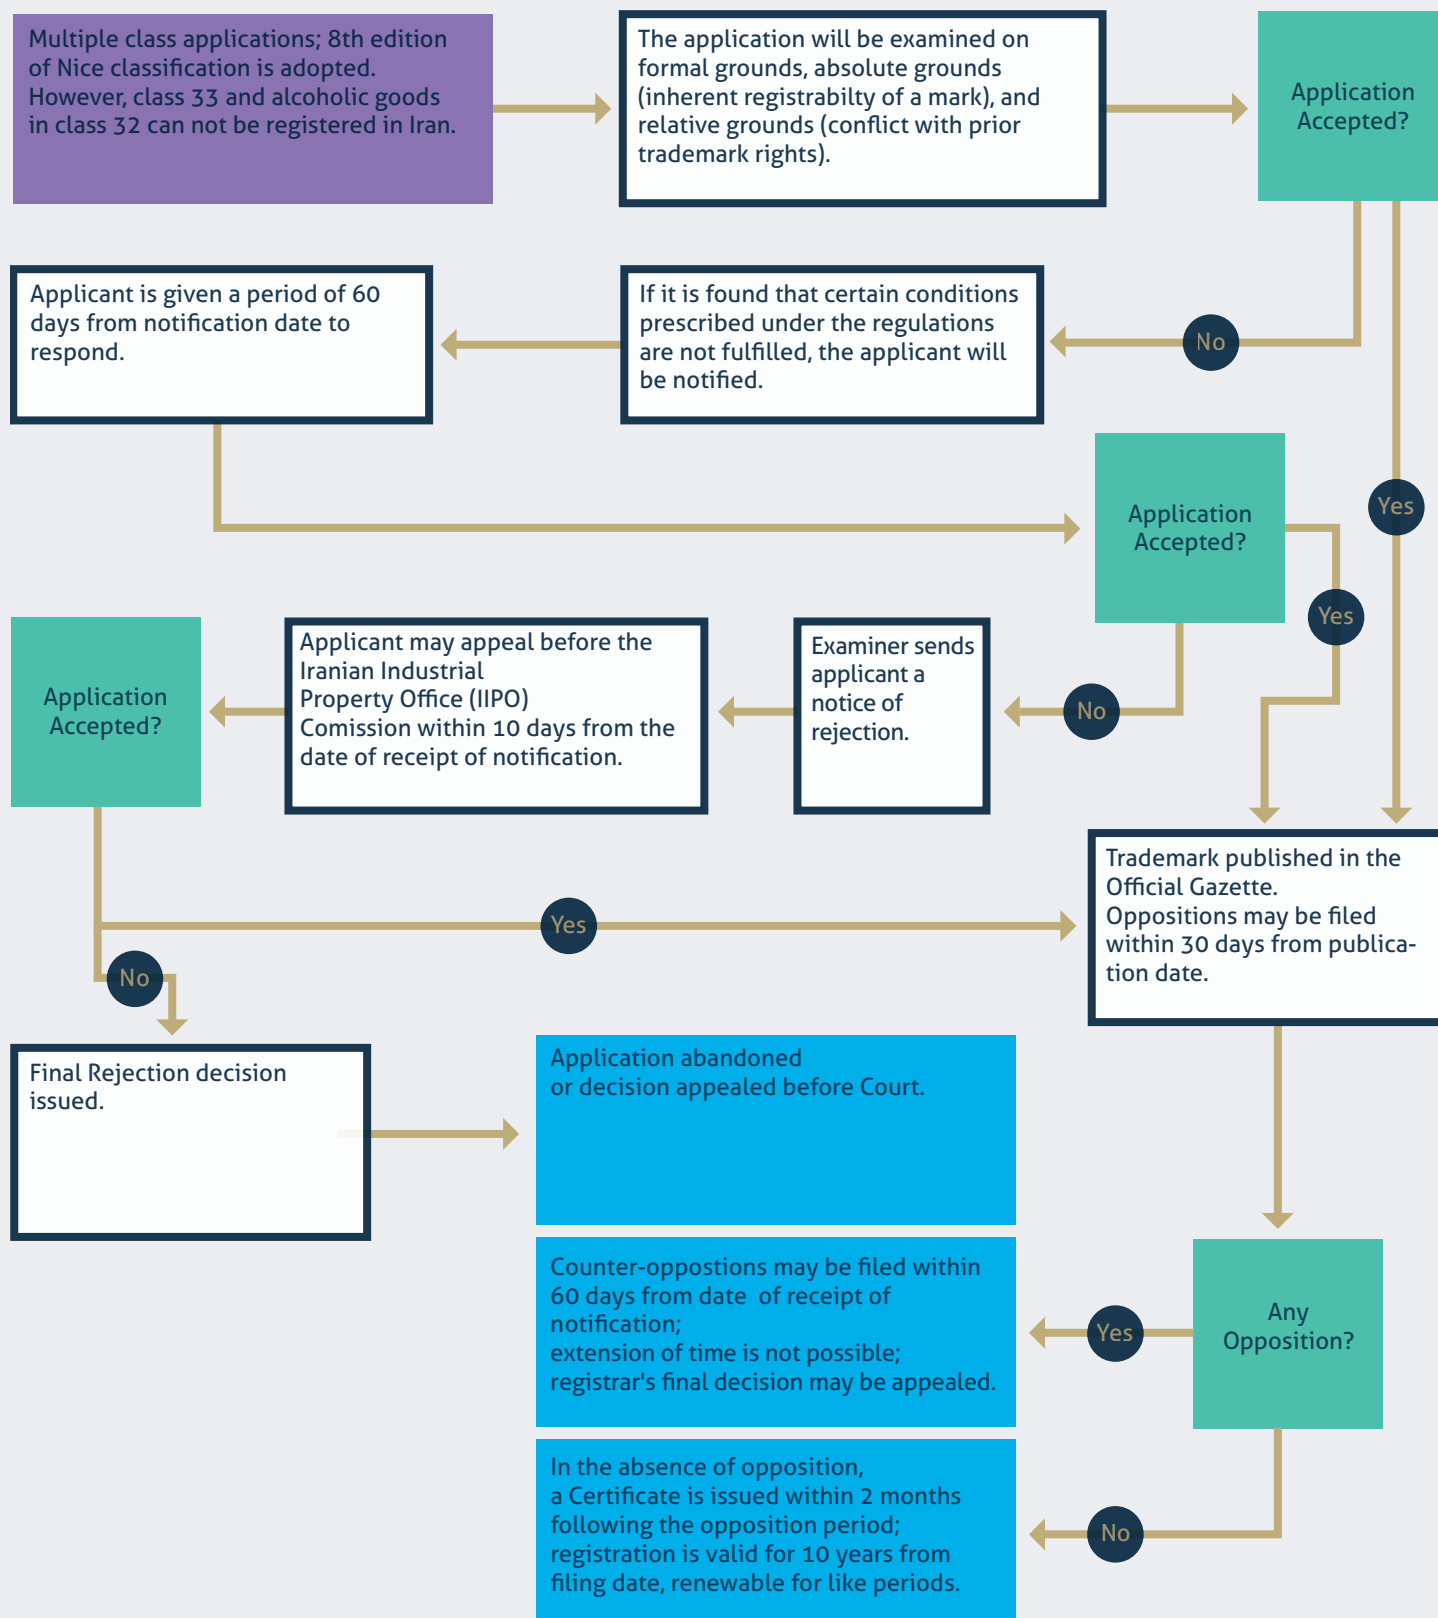 Multiple class applications; 8th edition
of Nice classification is adopted.
However, class 33 and alcoholic goods
in class 32 can not be registered in Iran.
The application will be examined on
formal grounds, absolute grounds
(inherent registrabilty of a mark), and
relative grounds (conflict with prior
trademark rights).
Application
Accepted?
Applicant is given a period of 60
days from notification date to
respond.
If it is found that certain conditions
prescribed under the regulations
are not fulfilled, the applicant will
be notified.
No
Yes
Application
Accepted?
Yes
No
Examiner sends
applicant a
notice of
rejection.
Applicant may appeal before the
Iranian Industrial
Property Office (IIPO)
Comission within 10 days from the
date of receipt of notification.
Application
Accepted?
Yes
No
Trademark published in the
Official Gazette.
Oppositions may be filed
within 30 days from publica-
tion date.
Final Rejection decision
issued.
Application abandoned
or decision appealed before Court.
Any
Opposition?
Yes
Counter-oppostions may be filed within
60 days from date of receipt of
notification;
extension of time is not possible;
registrar's final decision may be appealed.
No
In the absence of opposition,
a Certificate is issued within 2 months
following the opposition period;
registration is valid for 10 years from
filing date, renewable for like periods.